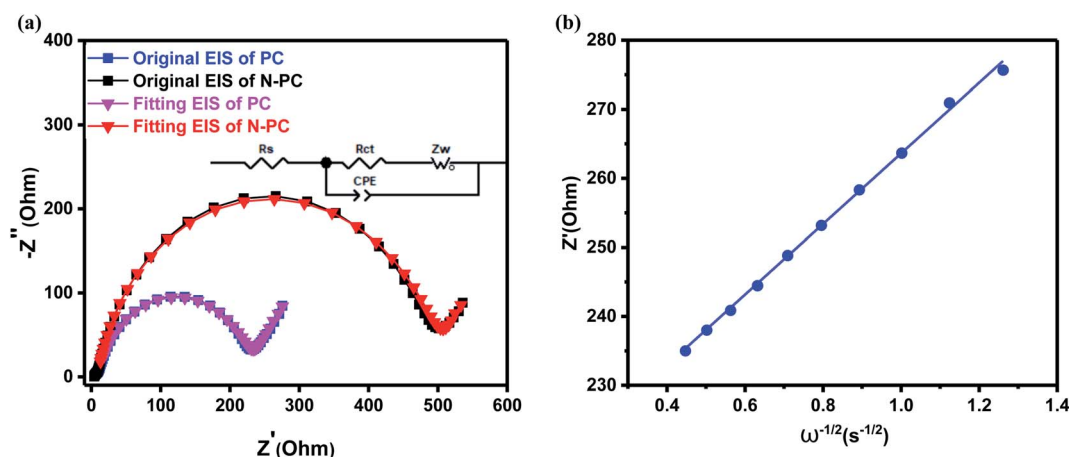 (a)
400
300
200
100
0
-Z″(Ohm)
Original EIS of PC
Original EIS of N-PC
Fitting EIS of PC
Fitting EIS of N-PC
Rs
Rct
Zw
CPE
0 100 200 300 400 500 600
Z′(Ohm)
(b)
280
270
260
250
240
230
Z′(Ohm)
0.4 0.6 0.8 1.0 1.2 1.4
ω⁻¹/²(s⁻¹/²)